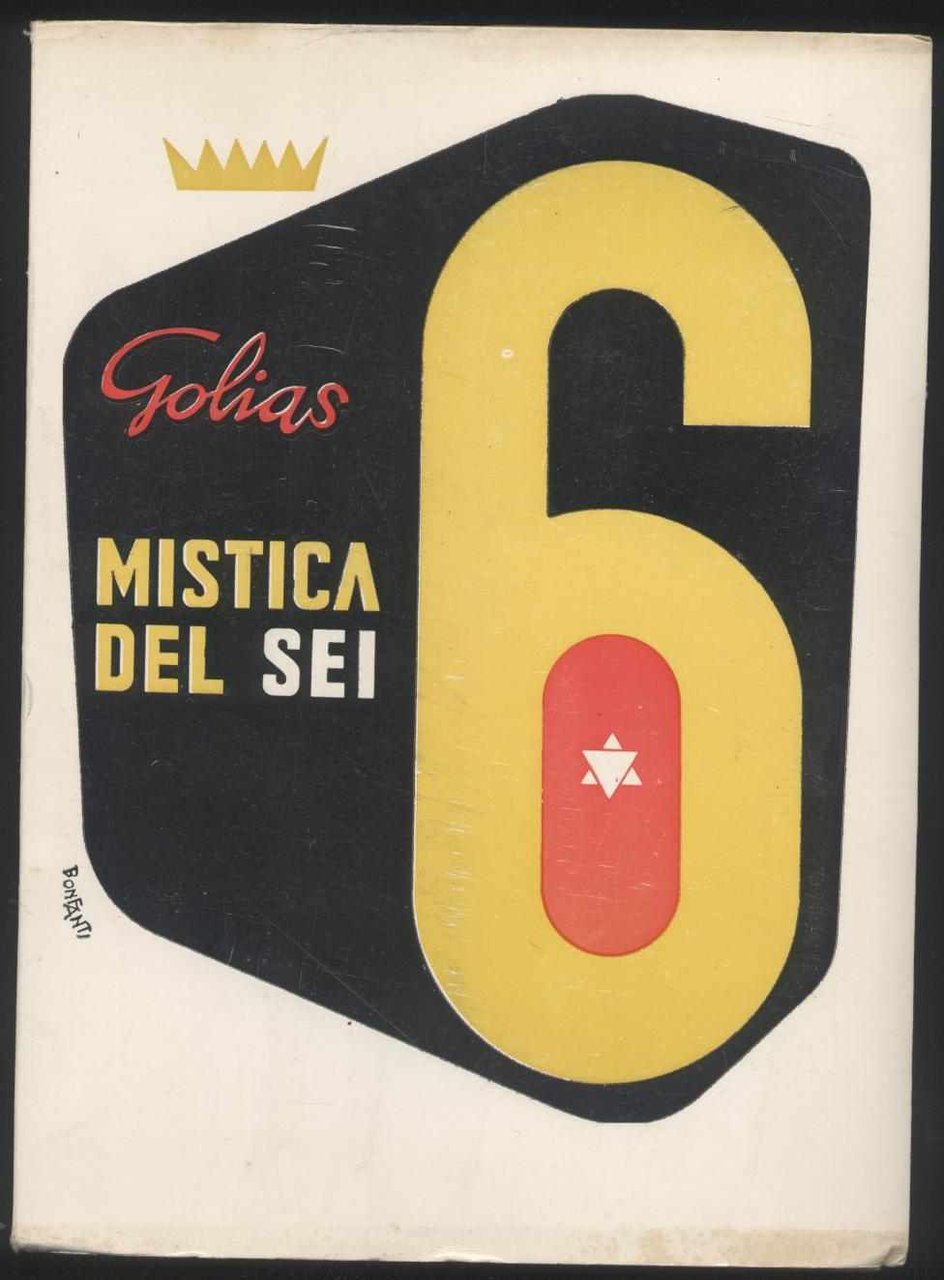 Golias
MISTICA
DEL SEI
6
BONFANTI